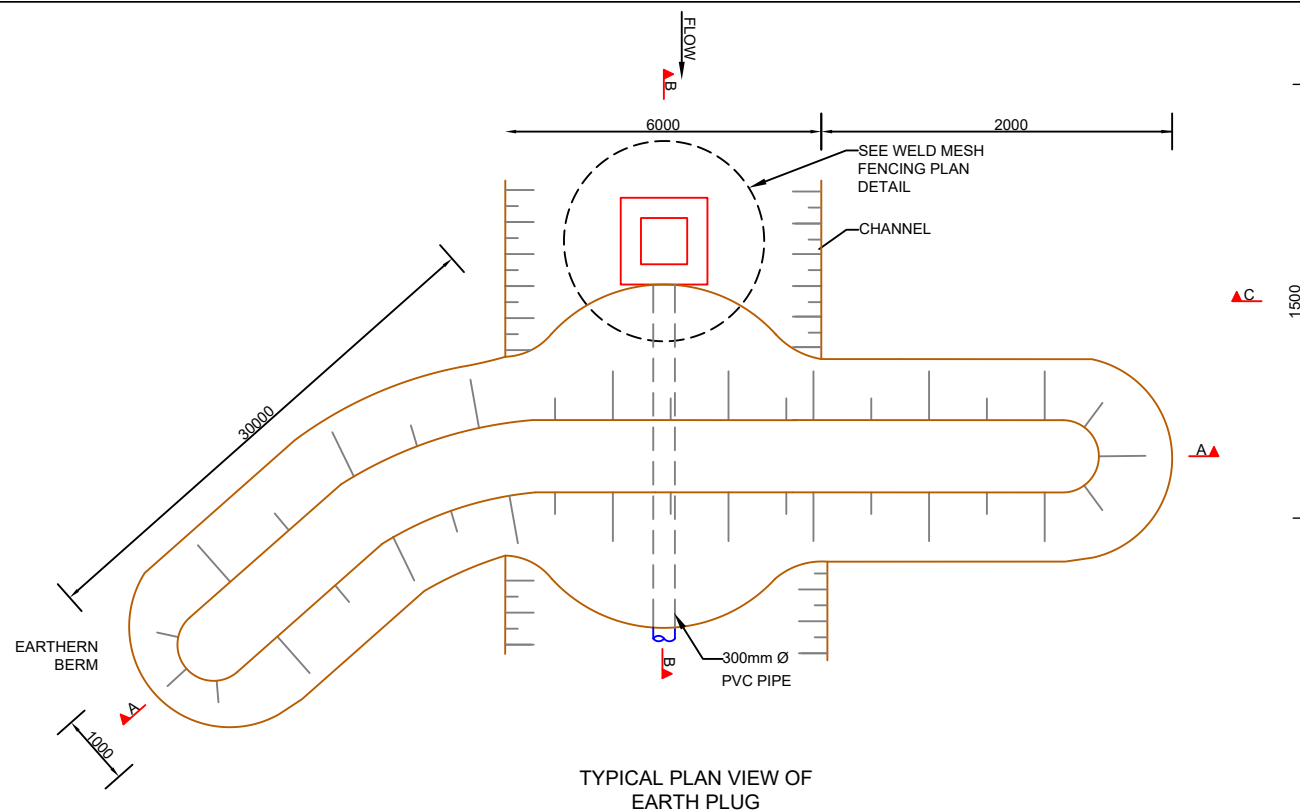 FLOW
B
6000
2000
SEE WELD MESH
FENCING PLAN
DETAIL
CHANNEL
C
1500
30000
A
EARTHERN
BERM
B
300mm Ø
PVC PIPE
A
1000
TYPICAL PLAN VIEW OF
EARTH PLUG